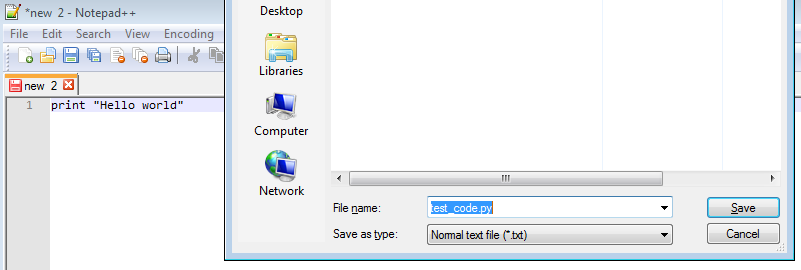 *new 2 - Notepad++
File Edit Search View Encoding
new 2
1 print "Hello world"
Desktop
Libraries
Computer
Network
File name: test_code.py Save
Save as type: Normal text file (*.txt) Cancel